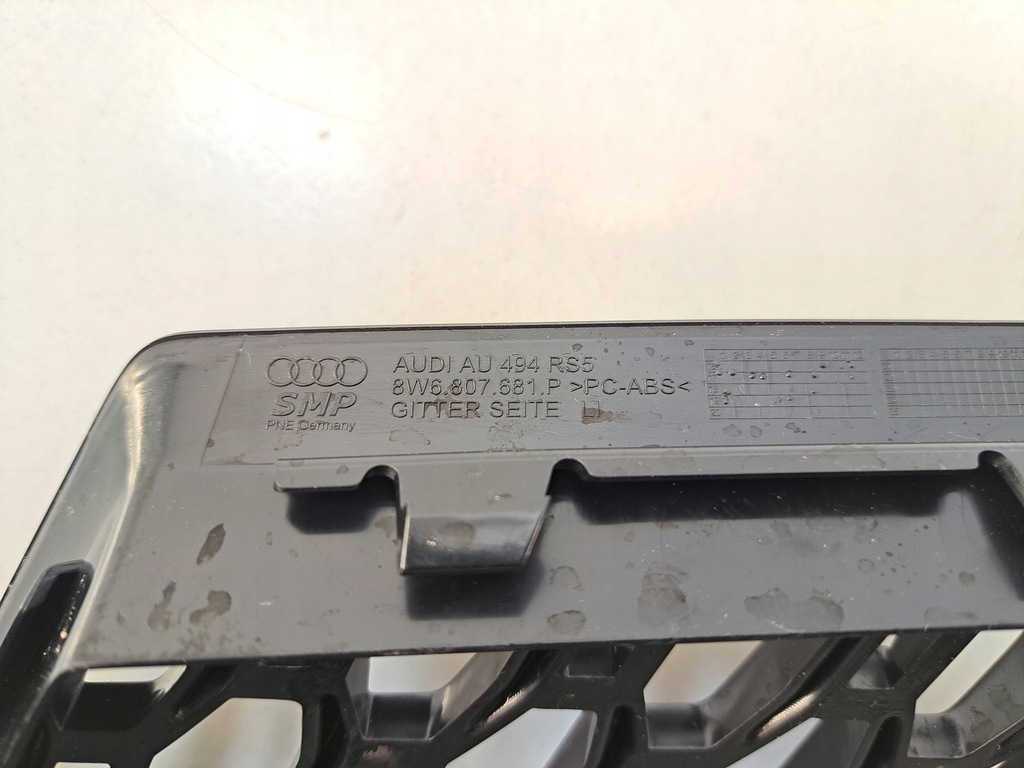 AUDI AU 494 RS5
8W6.807.681.P >PC-ABS<
GITTER SEITE
SMP
PNE Germany